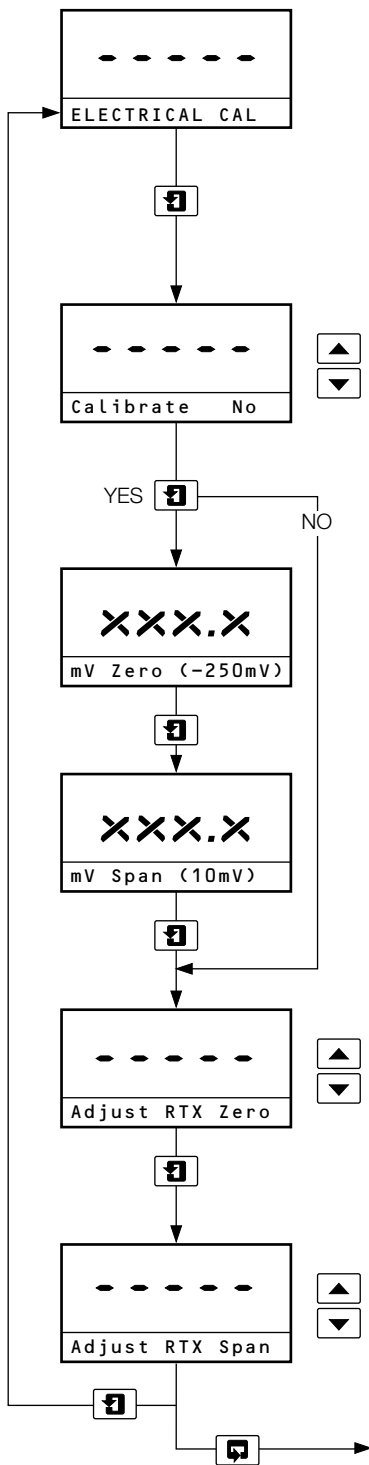 - - - - -
ELECTRICAL CAL
- - - - -
Calibrate No
YES
NO
XXX.X
mV Zero (-250mV)
XXX.X
mV Span (10mV)
- - - - -
Adjust RTX Zero
- - - - -
Adjust RTX Span